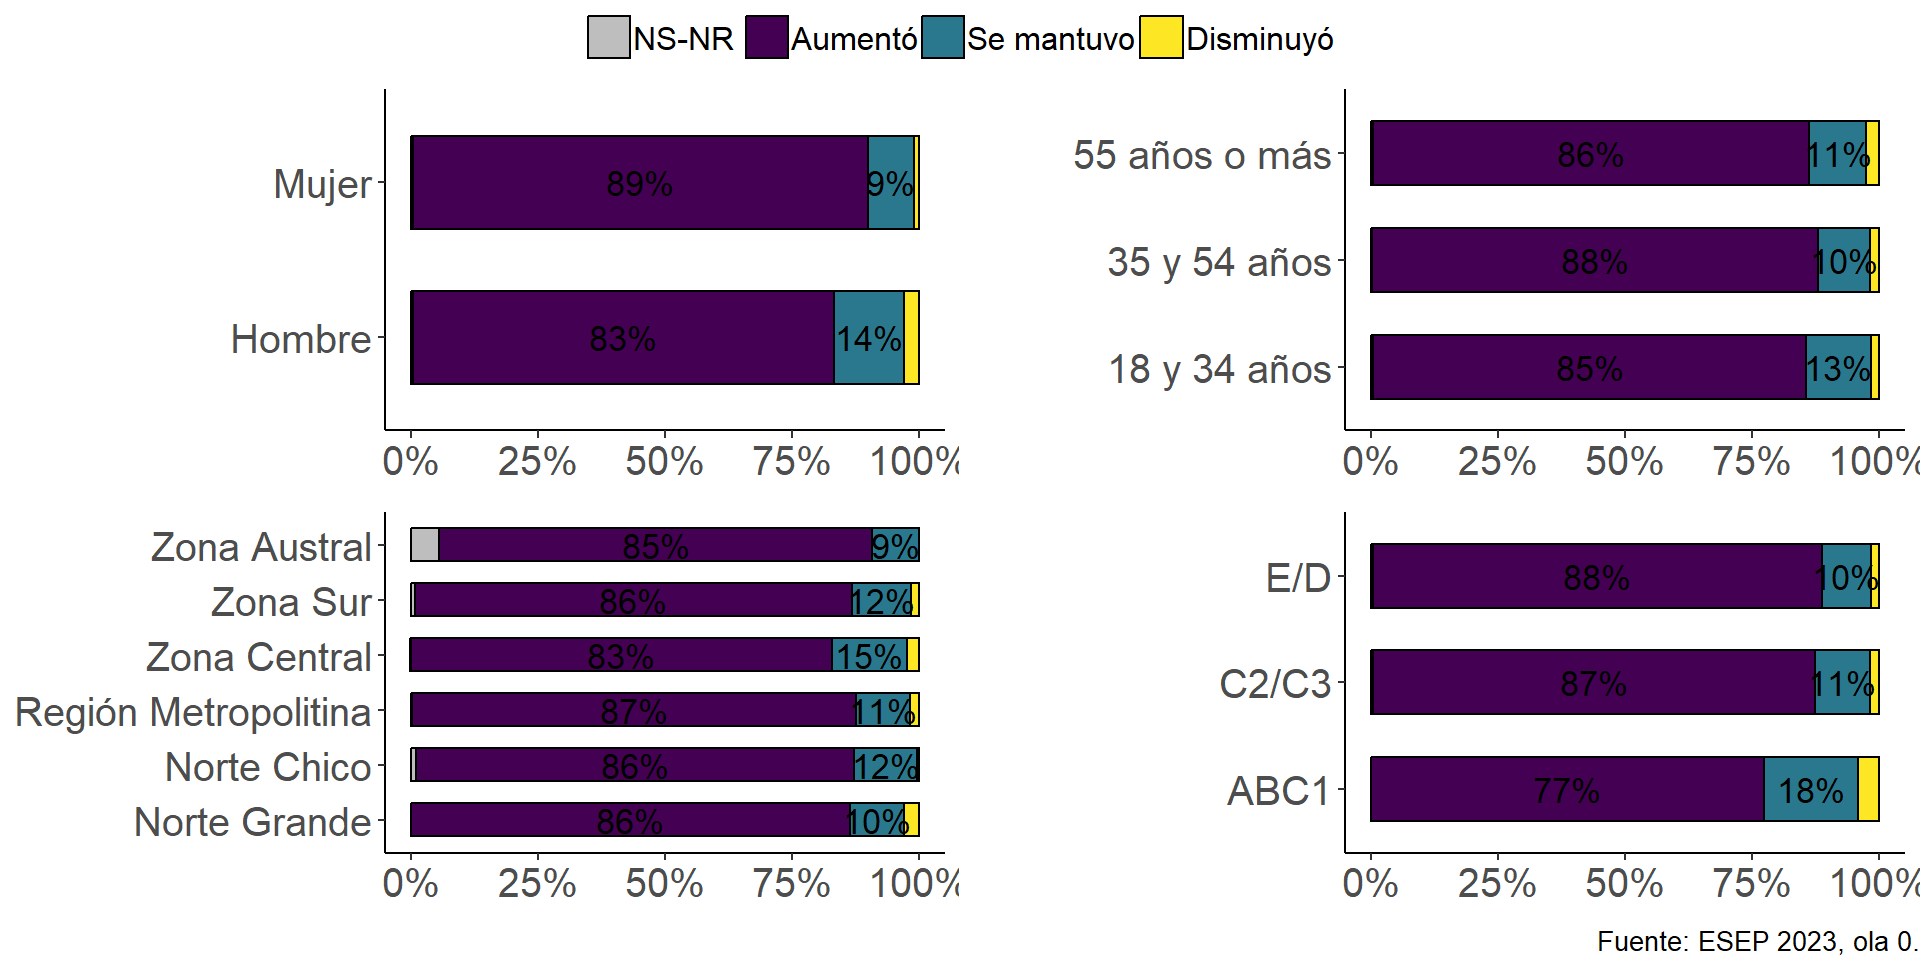 NS-NR Aumentó Se mantuvo Disminuyó
Mujer 89% 9%
Hombre 83% 14%
0% 25% 50% 75% 100%
55 años o más 86% 11%
35 y 54 años 88% 10%
18 y 34 años 85% 13%
0% 25% 50% 75% 100%
Zona Austral 85% 9%
Zona Sur 86% 12%
Zona Central 83% 15%
Región Metropolitina 87% 11%
Norte Chico 86% 12%
Norte Grande 86% 10%
0% 25% 50% 75% 100%
E/D 88% 10%
C2/C3 87% 11%
ABC1 77% 18%
0% 25% 50% 75% 100%
Fuente: ESEP 2023, ola 0.